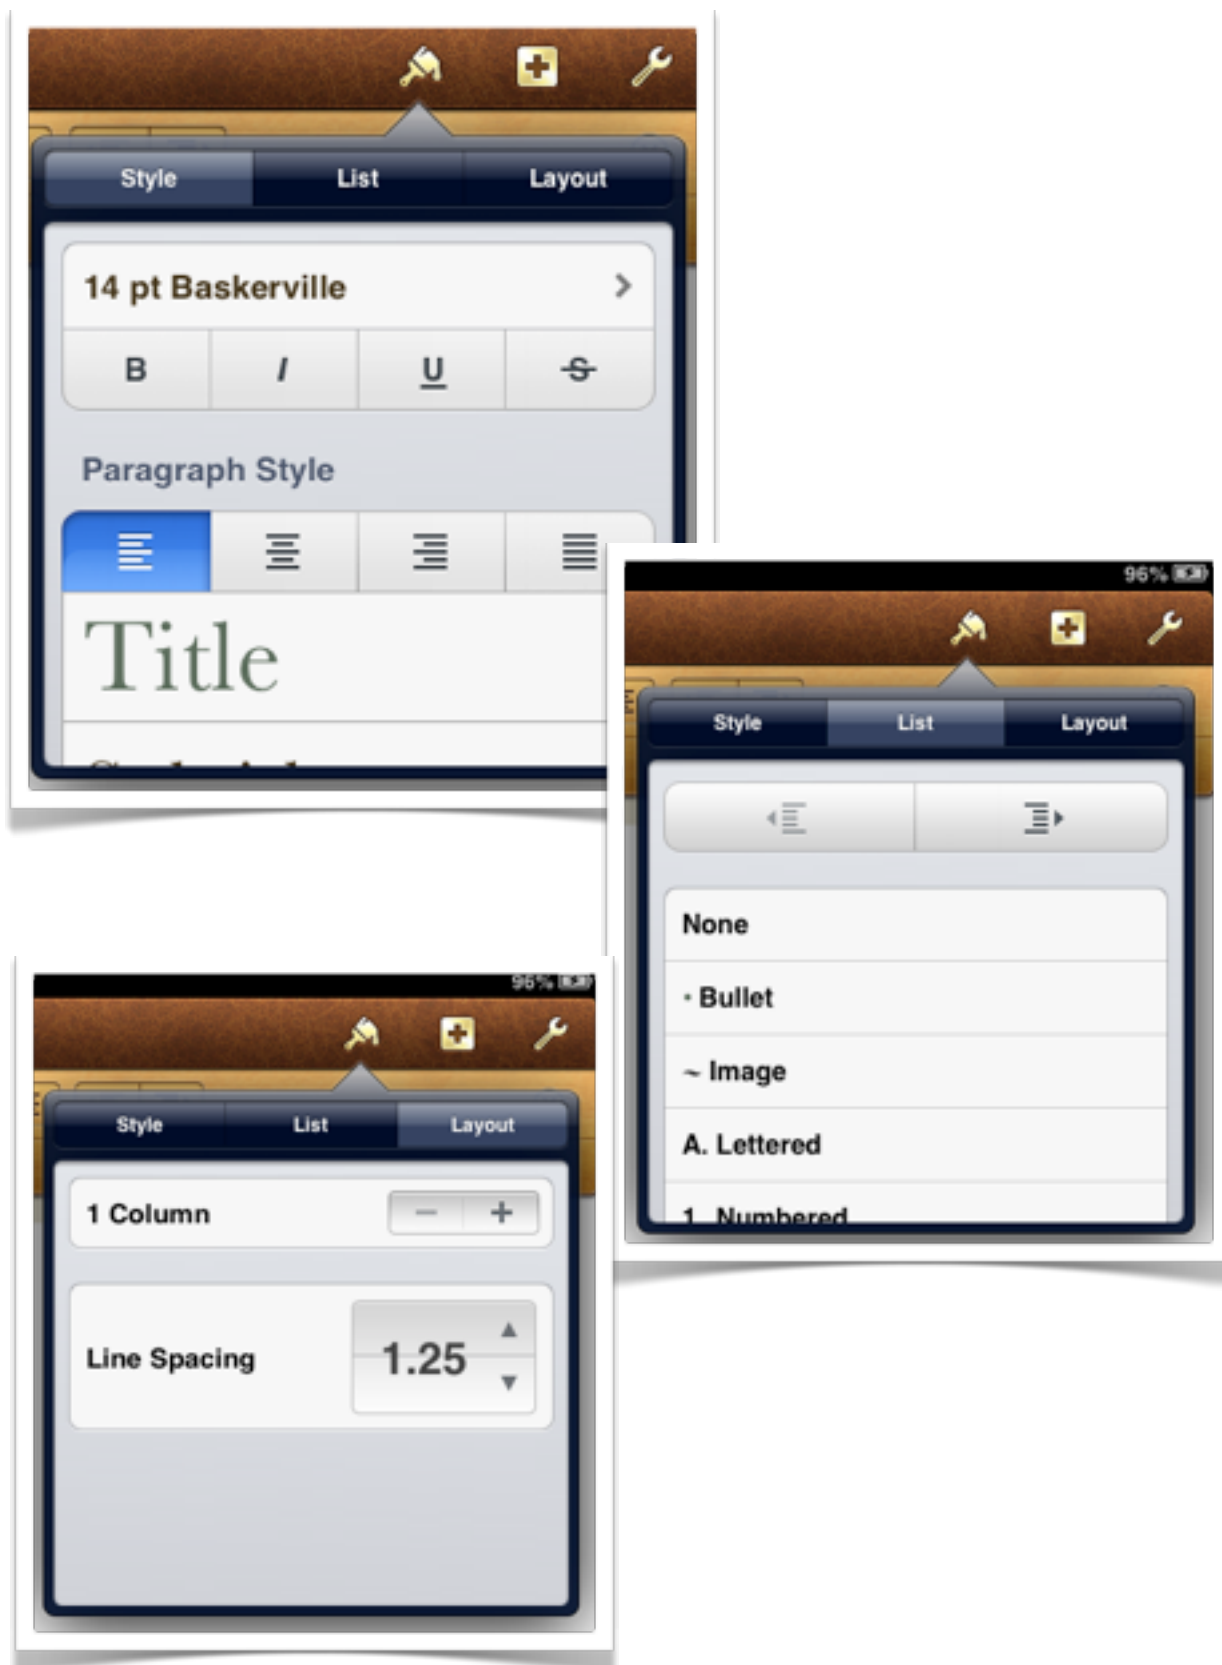 Style List Layout
14 pt Baskerville
B I U S
Paragraph Style
Title
96%
Style List Layout
None
• Bullet
~ Image
A. Lettered
1. Numbered
96%
Style List Layout
1 Column − +
Line Spacing 1.25